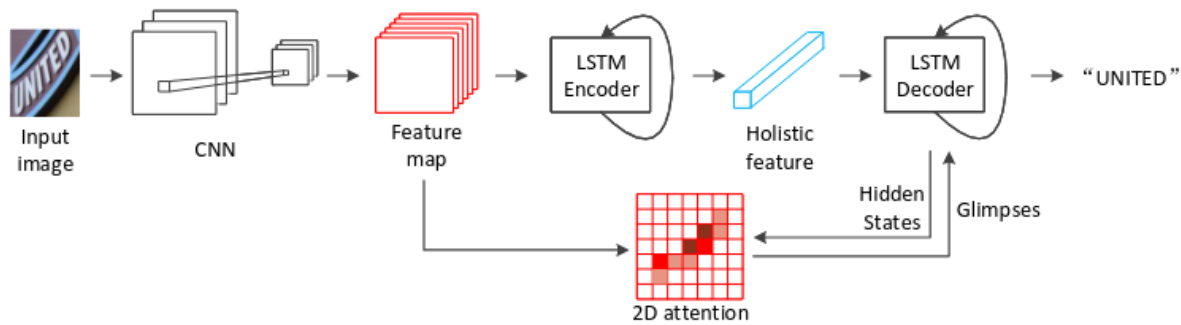 UNITED
Input
image
CNN
Feature
map
LSTM
Encoder
Holistic
feature
LSTM
Decoder
“UNITED”
Hidden
States
Glimpses
2D attention